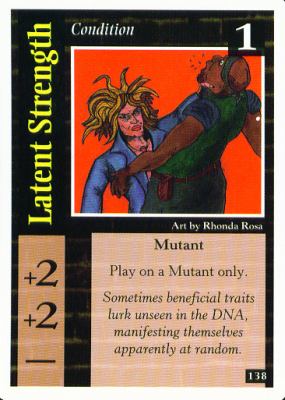 Latent Strength
Condition
1
Art by Rhonda Rosa
+2
+2
—
Mutant
Play on a Mutant only.
Sometimes beneficial traits
lurk unseen in the DNA,
manifesting themselves
apparently at random.
138